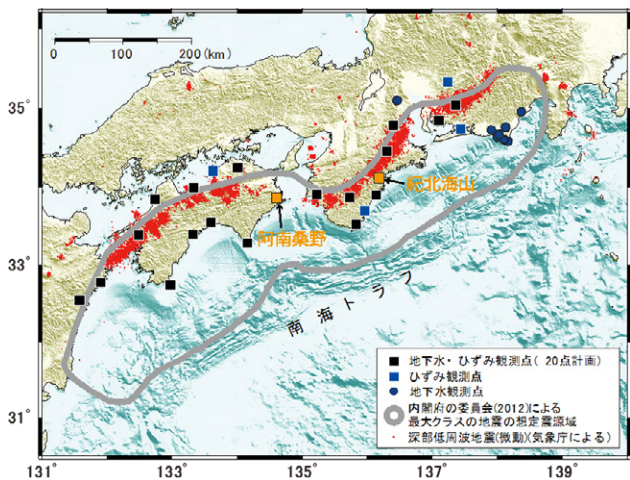 0 100 200 (km)
35°
33°
31°
紀北海山
阿南桑野
南海トラフ
■ 地下水・ひずみ観測点( 20点計画)
■ ひずみ観測点
● 地下水観測点
内閣府の委員会(2012)による
最大クラスの地震の想定震源域
深部低周波地震(微動)(気象庁による)
131 133 135 137 139